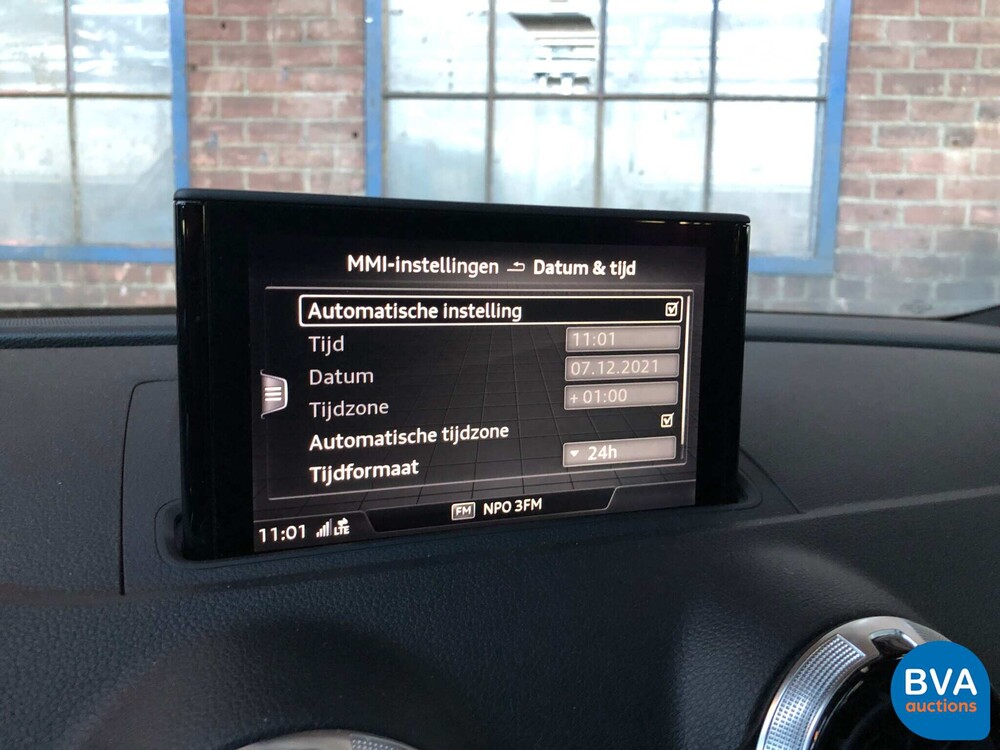 MMI-instellingen Datum & tijd
Automatische instelling
Tijd 11:01
Datum 07.12.2021
Tijdzone + 01:00
Automatische tijdzone
Tijdformaat 24h
FM NPO 3FM
11:01 LTE
BVA
auctions